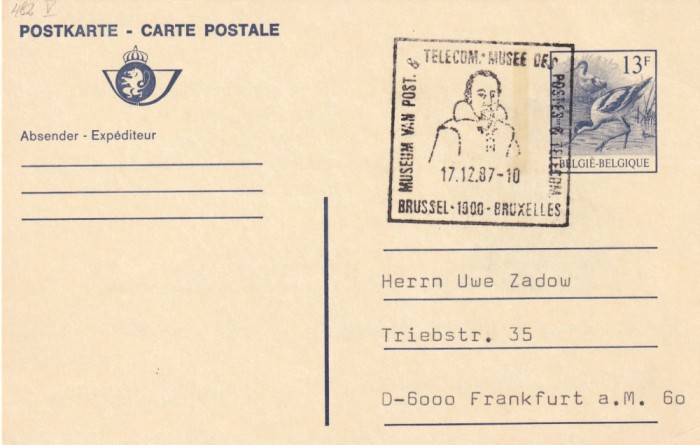 482 V
POSTKARTE - CARTE POSTALE
Absender - Expéditeur
MUSEUM VAN POST. & TELECOM.-MUSEE DES POSTES & TELECOM.
17.12.87-10
BRUSSEL-1000-BRUXELLES
13F
BELGIË-BELGIQUE
Herrn Uwe Zadow
Triebstr. 35
D-6000 Frankfurt a.M. 60